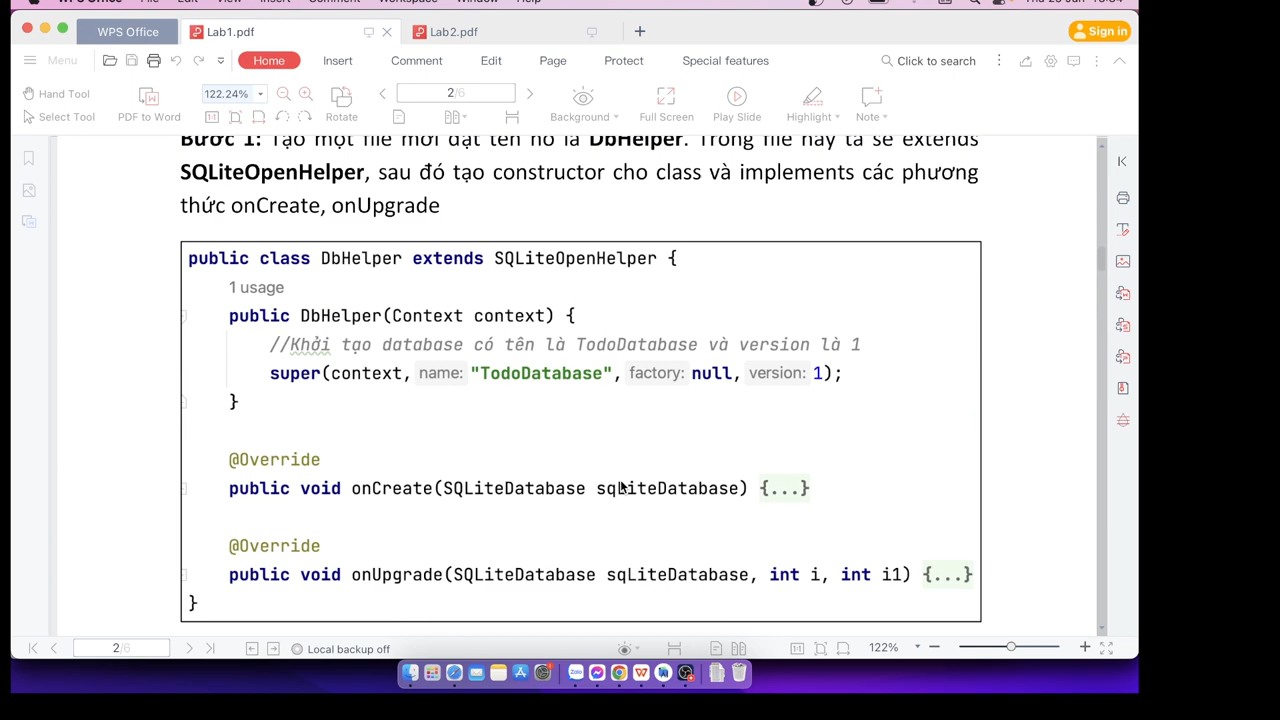 WPS Office
Lab1.pdf
Lab2.pdf
Sign in
Menu
Home
Insert
Comment
Edit
Page
Protect
Special features
Click to search
Hand Tool
Select Tool
PDF to Word
122.24%
Rotate
2/6
Background
Full Screen
Play Slide
Highlight
Note
Bước 1: Tạo một file mới đặt tên nó là DbHelper. Trong file này ta sẽ extends
SQLiteOpenHelper, sau đó tạo constructor cho class và implements các phương
thức onCreate, onUpgrade
public class DbHelper extends SQLiteOpenHelper {
1 usage
public DbHelper(Context context) {
//Khởi tạo database có tên là TodoDatabase và version là 1
super(context, name: "TodoDatabase", factory: null, version: 1);
}
@Override
public void onCreate(SQLiteDatabase sqLiteDatabase) {...}
@Override
public void onUpgrade(SQLiteDatabase sqLiteDatabase, int i, int i1) {...}
}
2/6
Local backup off
122%